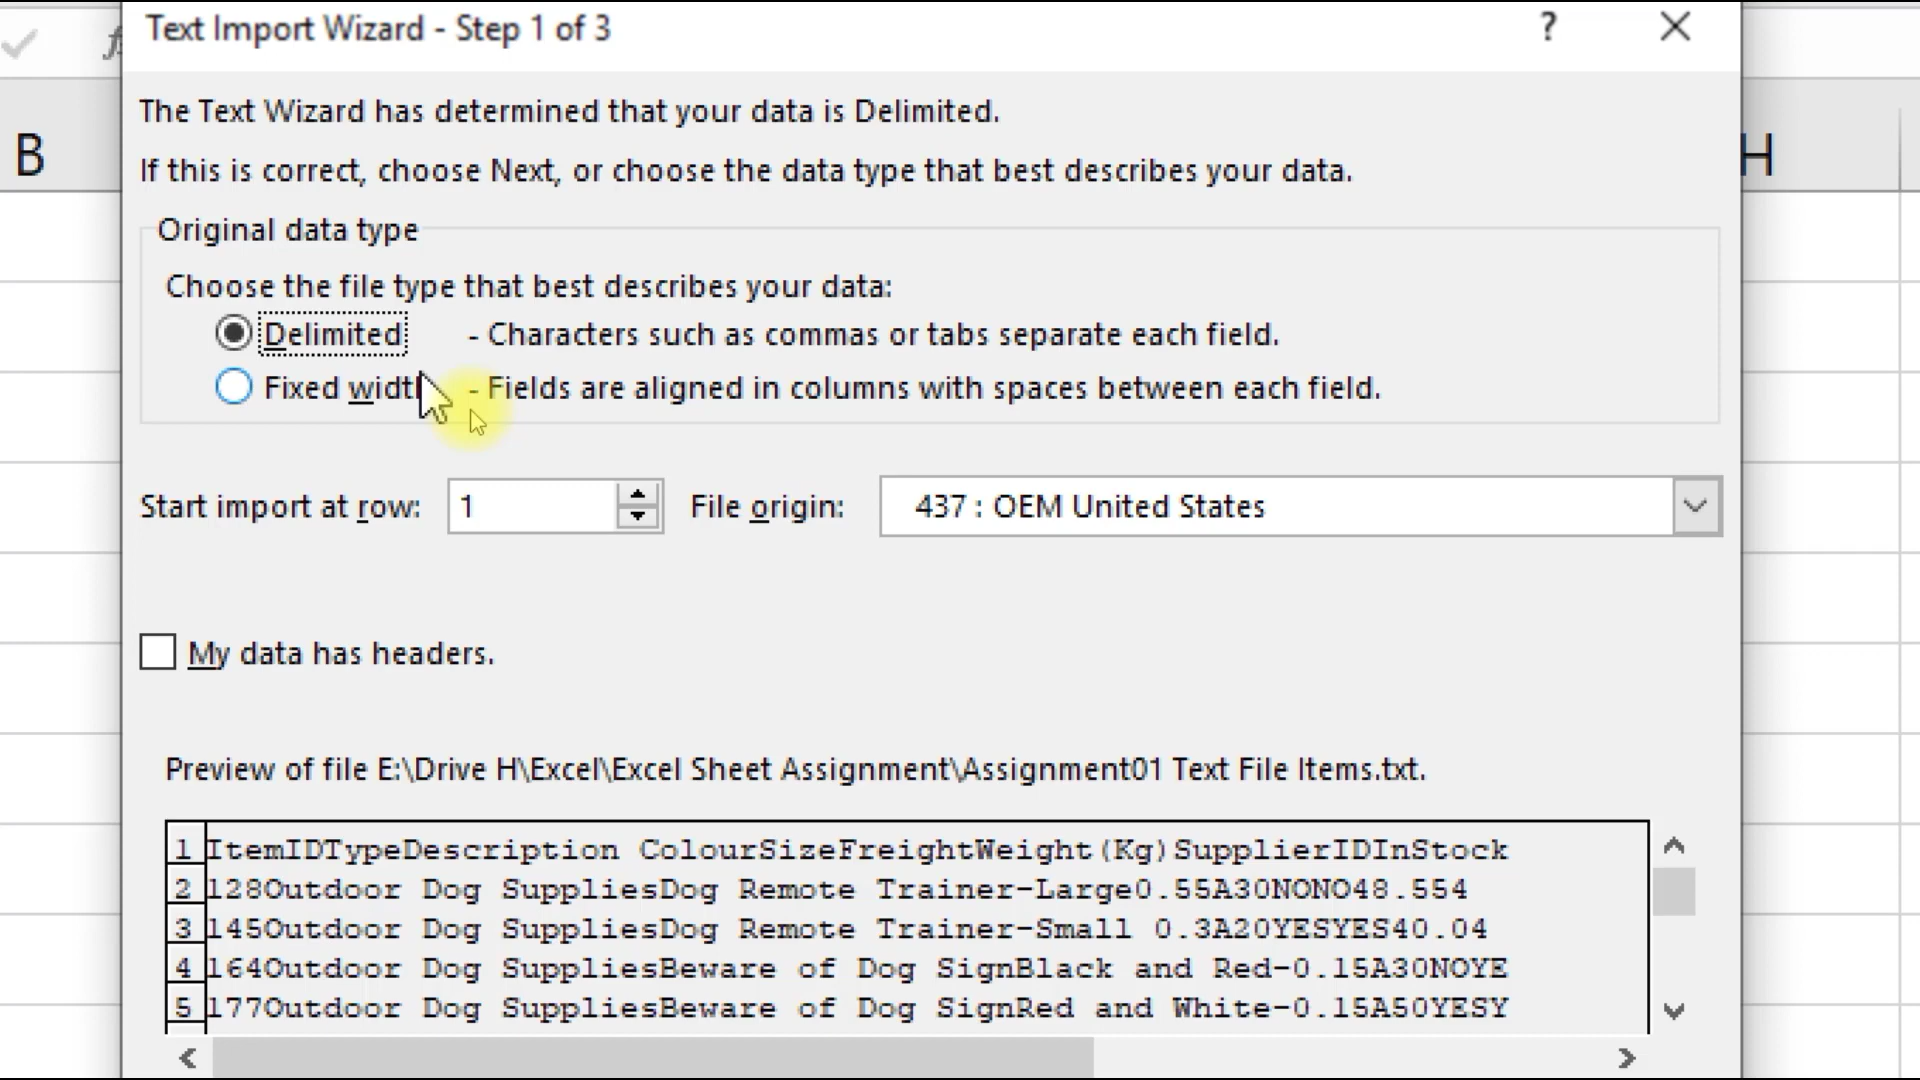 Text Import Wizard - Step 1 of 3 ?
B H
The Text Wizard has determined that your data is Delimited.
If this is correct, choose Next, or choose the data type that best describes your data.
Original data type
Choose the file type that best describes your data:
Delimited - Characters such as commas or tabs separate each field.
Fixed width - Fields are aligned in columns with spaces between each field.
Start import at row: 1 File origin: 437 : OEM United States
My data has headers.
Preview of file E:\Drive H\Excel\Excel Sheet Assignment\Assignment01 Text File Items.txt.
1 ItemIDTypeDescription ColourSizeFreightWeight(Kg)SupplierIDInStock
2 128Outdoor Dog SuppliesDog Remote Trainer-Large0.55A30NONO48.554
3 145Outdoor Dog SuppliesDog Remote Trainer-Small 0.3A20YESYES40.04
4 164Outdoor Dog SuppliesBeware of Dog SignBlack and Red-0.15A30NOYE
5 177Outdoor Dog SuppliesBeware of Dog SignRed and White-0.15A50YESY